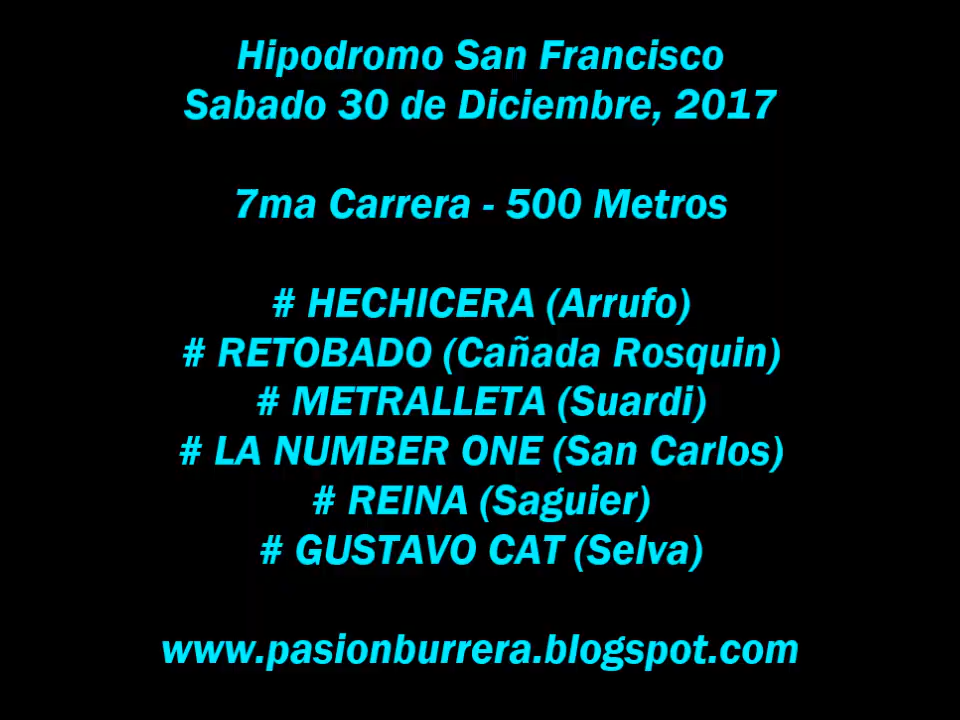 Hipodromo San Francisco
Sabado 30 de Diciembre, 2017
7ma Carrera - 500 Metros
# HECHICERA (Arrufo)
# RETOBADO (Cañada Rosquin)
# METRALLETA (Suardi)
# LA NUMBER ONE (San Carlos)
# REINA (Saguier)
# GUSTAVO CAT (Selva)
www.pasionburrera.blogspot.com